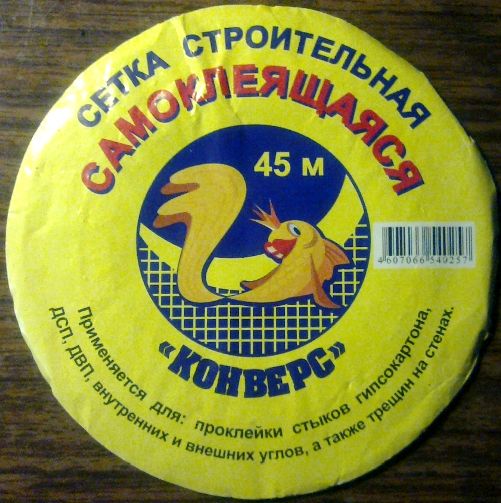 СЕТКА СТРОИТЕЛЬНАЯ
САМОКЛЕЯЩАЯСЯ
45 М
4607066540257
«КОНВЕРС»
Применяется для: проклейки стыков гипсокартона,
ДСП, ДВП, внутренних и внешних углов, а также трещин на стенах.